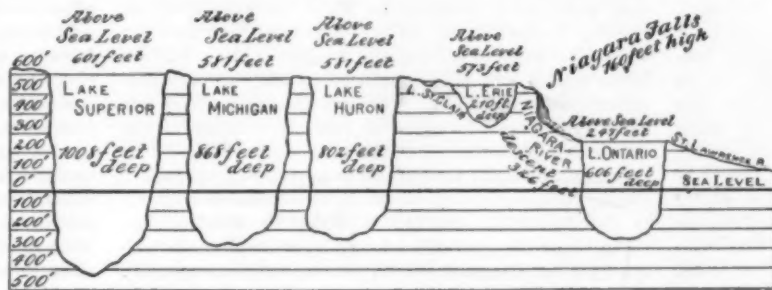 Above
Sea Level
601 feet
Above
Sea Level
581 feet
Above
Sea Level
581 feet
Above
Sea Level
573 feet
Niagara Falls
160 feet high
600'
500'
400'
300'
200'
100'
0'
100'
200'
300'
400'
500'
LAKE
SUPERIOR
1008 feet
deep
LAKE
MICHIGAN
868 feet
deep
LAKE
HURON
802 feet
deep
L. ST CLAIR
L. ERIE
210 ft.
deep
NIAGARA
RIVER
descent
326 feet
Above Sea Level
247 feet
L. ONTARIO
606 feet
deep
ST. LAWRENCE R.
SEA LEVEL